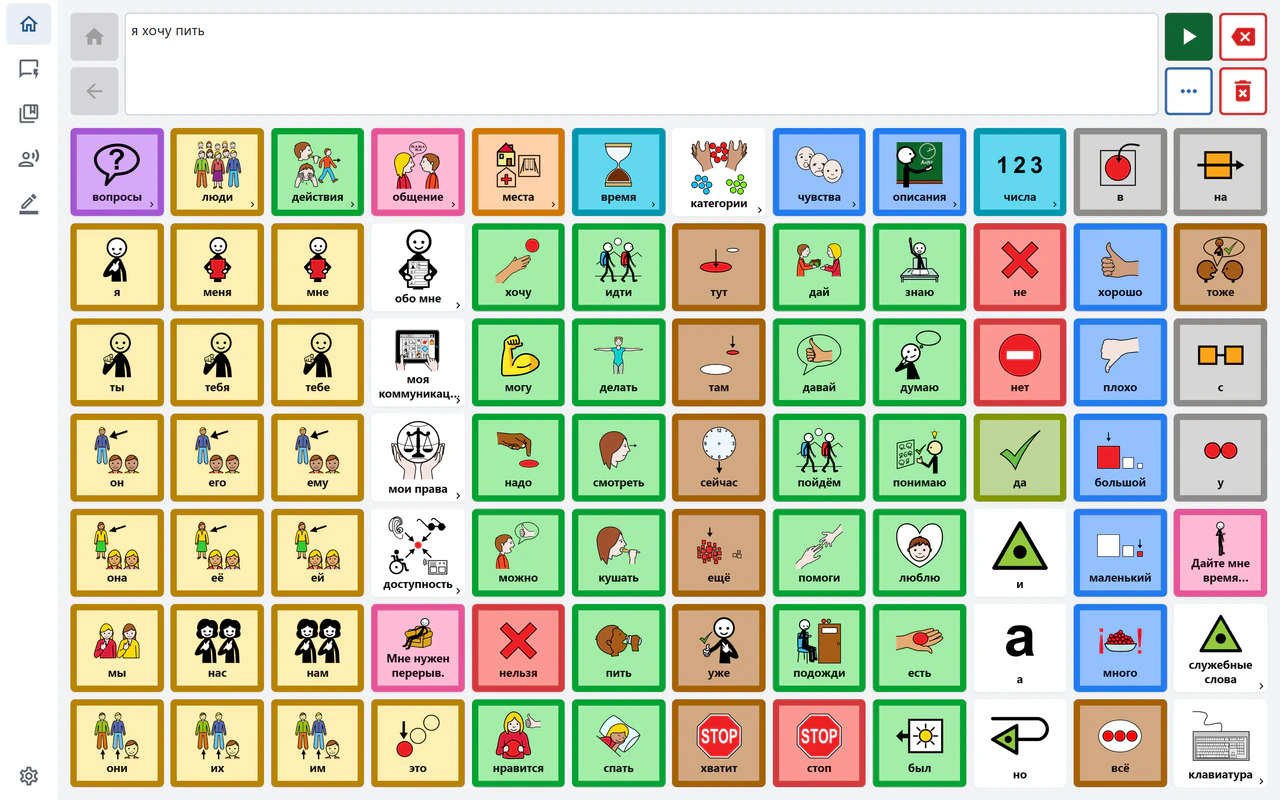 я хочу пить
вопросы
люди
действия
общение
места
время
категории
чувства
описания
1 2 3
числа
в
на
я
меня
мне
обо мне
хочу
идти
тут
дай
знаю
не
хорошо
тоже
ты
тебя
тебе
моя
коммуникац...
могу
делать
там
давай
думаю
нет
плохо
с
он
его
ему
мои права
надо
смотреть
сейчас
пойдём
понимаю
да
большой
у
она
её
ей
доступность
можно
кушать
ещё
помоги
люблю
и
маленький
Дайте мне
время...
мы
нас
нам
Мне нужен
перерыв.
нельзя
пить
уже
подожди
есть
а
а
много
служебные
слова
они
их
им
это
нравится
спать
STOP
хватит
STOP
стоп
был
но
всё
клавиатура